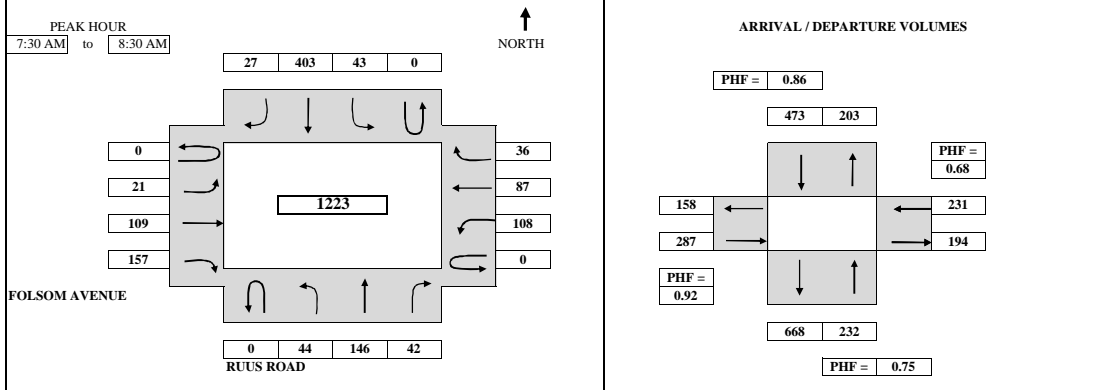 PEAK HOUR
7:30 AM to 8:30 AM
NORTH
27 403 43 0
0 36
21 87
1223
109 108
157 0
FOLSOM AVENUE
0 44 146 42
RUUS ROAD
ARRIVAL / DEPARTURE VOLUMES
PHF = 0.86
473 203
PHF =
0.68
158 231
287 194
PHF =
0.92
668 232
PHF = 0.75